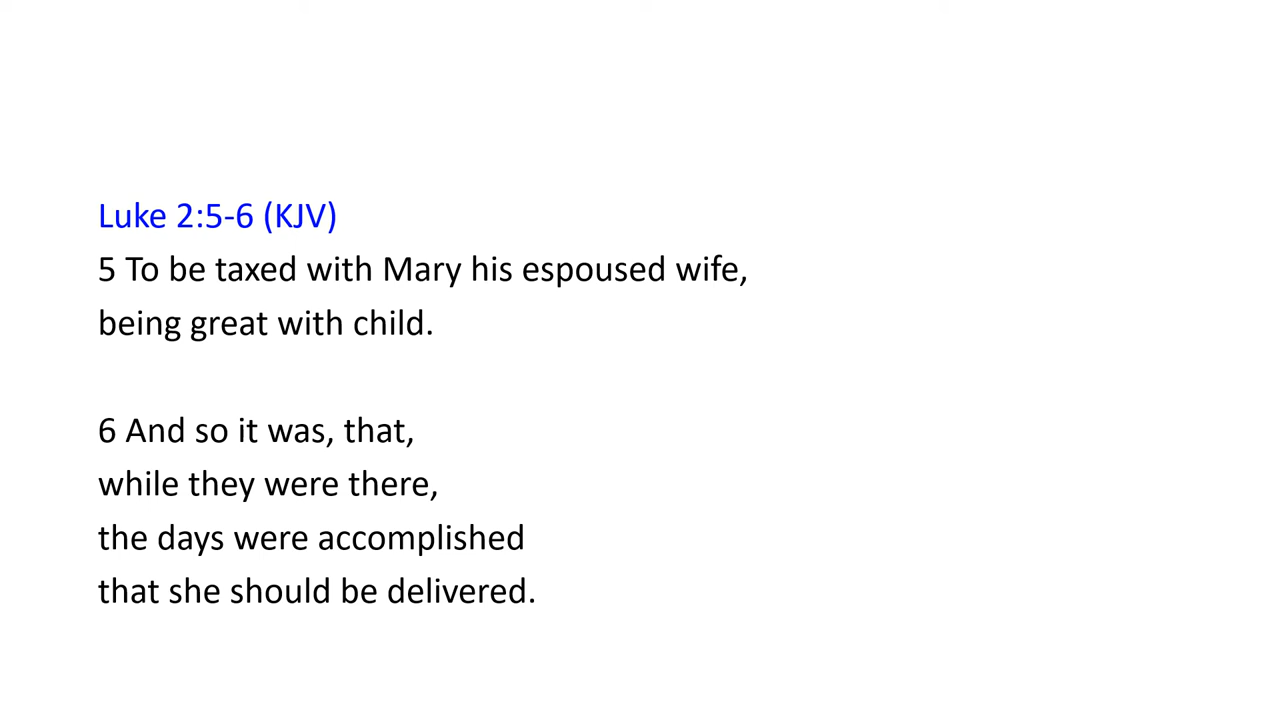 Luke 2:5-6 (KJV)
5 To be taxed with Mary his espoused wife,
being great with child.
6 And so it was, that,
while they were there,
the days were accomplished
that she should be delivered.